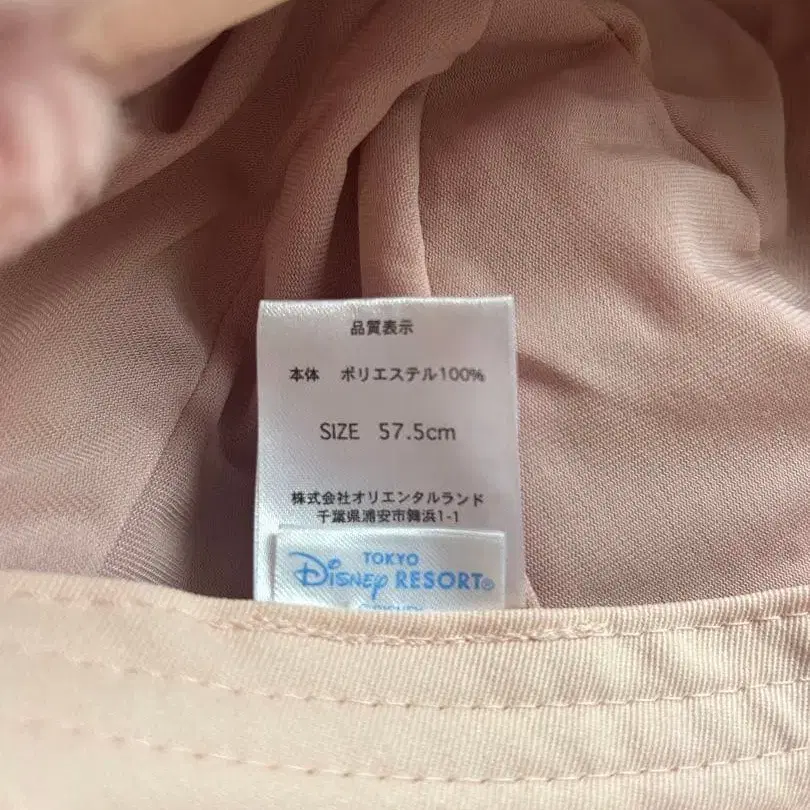 品質表示
本体 ポリエステル100%
SIZE 57.5cm
株式会社オリエンタルランド
千葉県浦安市舞浜1-1
TOKYO
DISNEY RESORT®